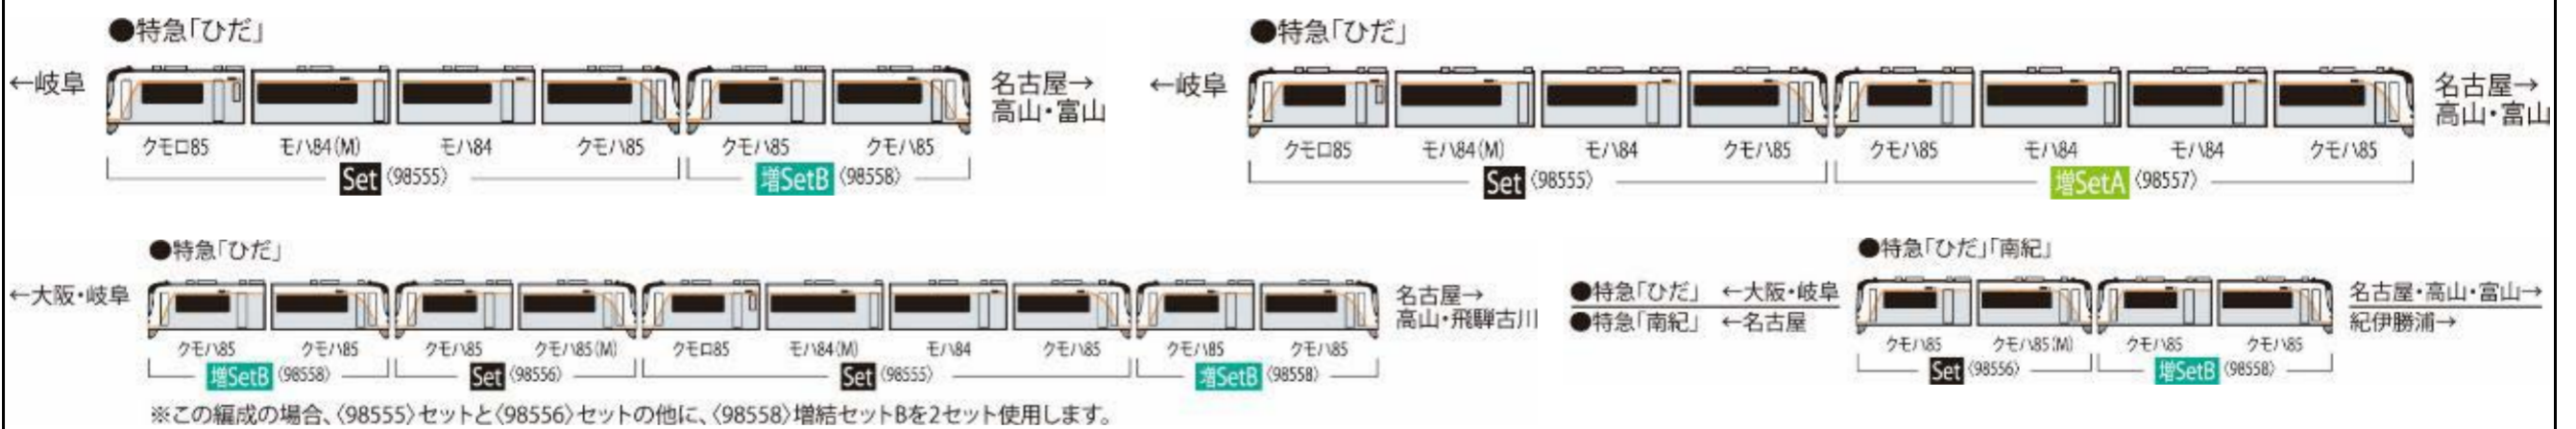 ●特急「ひだ」
←岐阜
名古屋→
高山・富山
クモロ85 モハ84(M) モハ84 クモハ85 クモハ85 クモハ85
Set〈98555〉 増SetB〈98558〉
●特急「ひだ」
←岐阜
名古屋→
高山・富山
クモロ85 モハ84(M) モハ84 クモハ85 クモハ85 モハ84 モハ84 クモハ85
Set〈98555〉 増SetA〈98557〉
●特急「ひだ」
←大阪・岐阜
名古屋→
高山・飛騨古川
クモハ85 クモハ85 クモハ85 クモハ85(M) クモロ85 モハ84(M) モハ84 クモハ85 クモハ85 クモハ85
増SetB〈98558〉 Set〈98556〉 Set〈98555〉 増SetB〈98558〉
※この編成の場合、〈98555〉セットと〈98556〉セットの他に、〈98558〉増結セットBを2セット使用します。
●特急「ひだ」「南紀」
●特急「ひだ」 ←大阪・岐阜
●特急「南紀」 ←名古屋
名古屋・高山・富山→
紀伊勝浦→
クモハ85 クモハ85(M) クモハ85 クモハ85
Set〈98556〉 増SetB〈98558〉